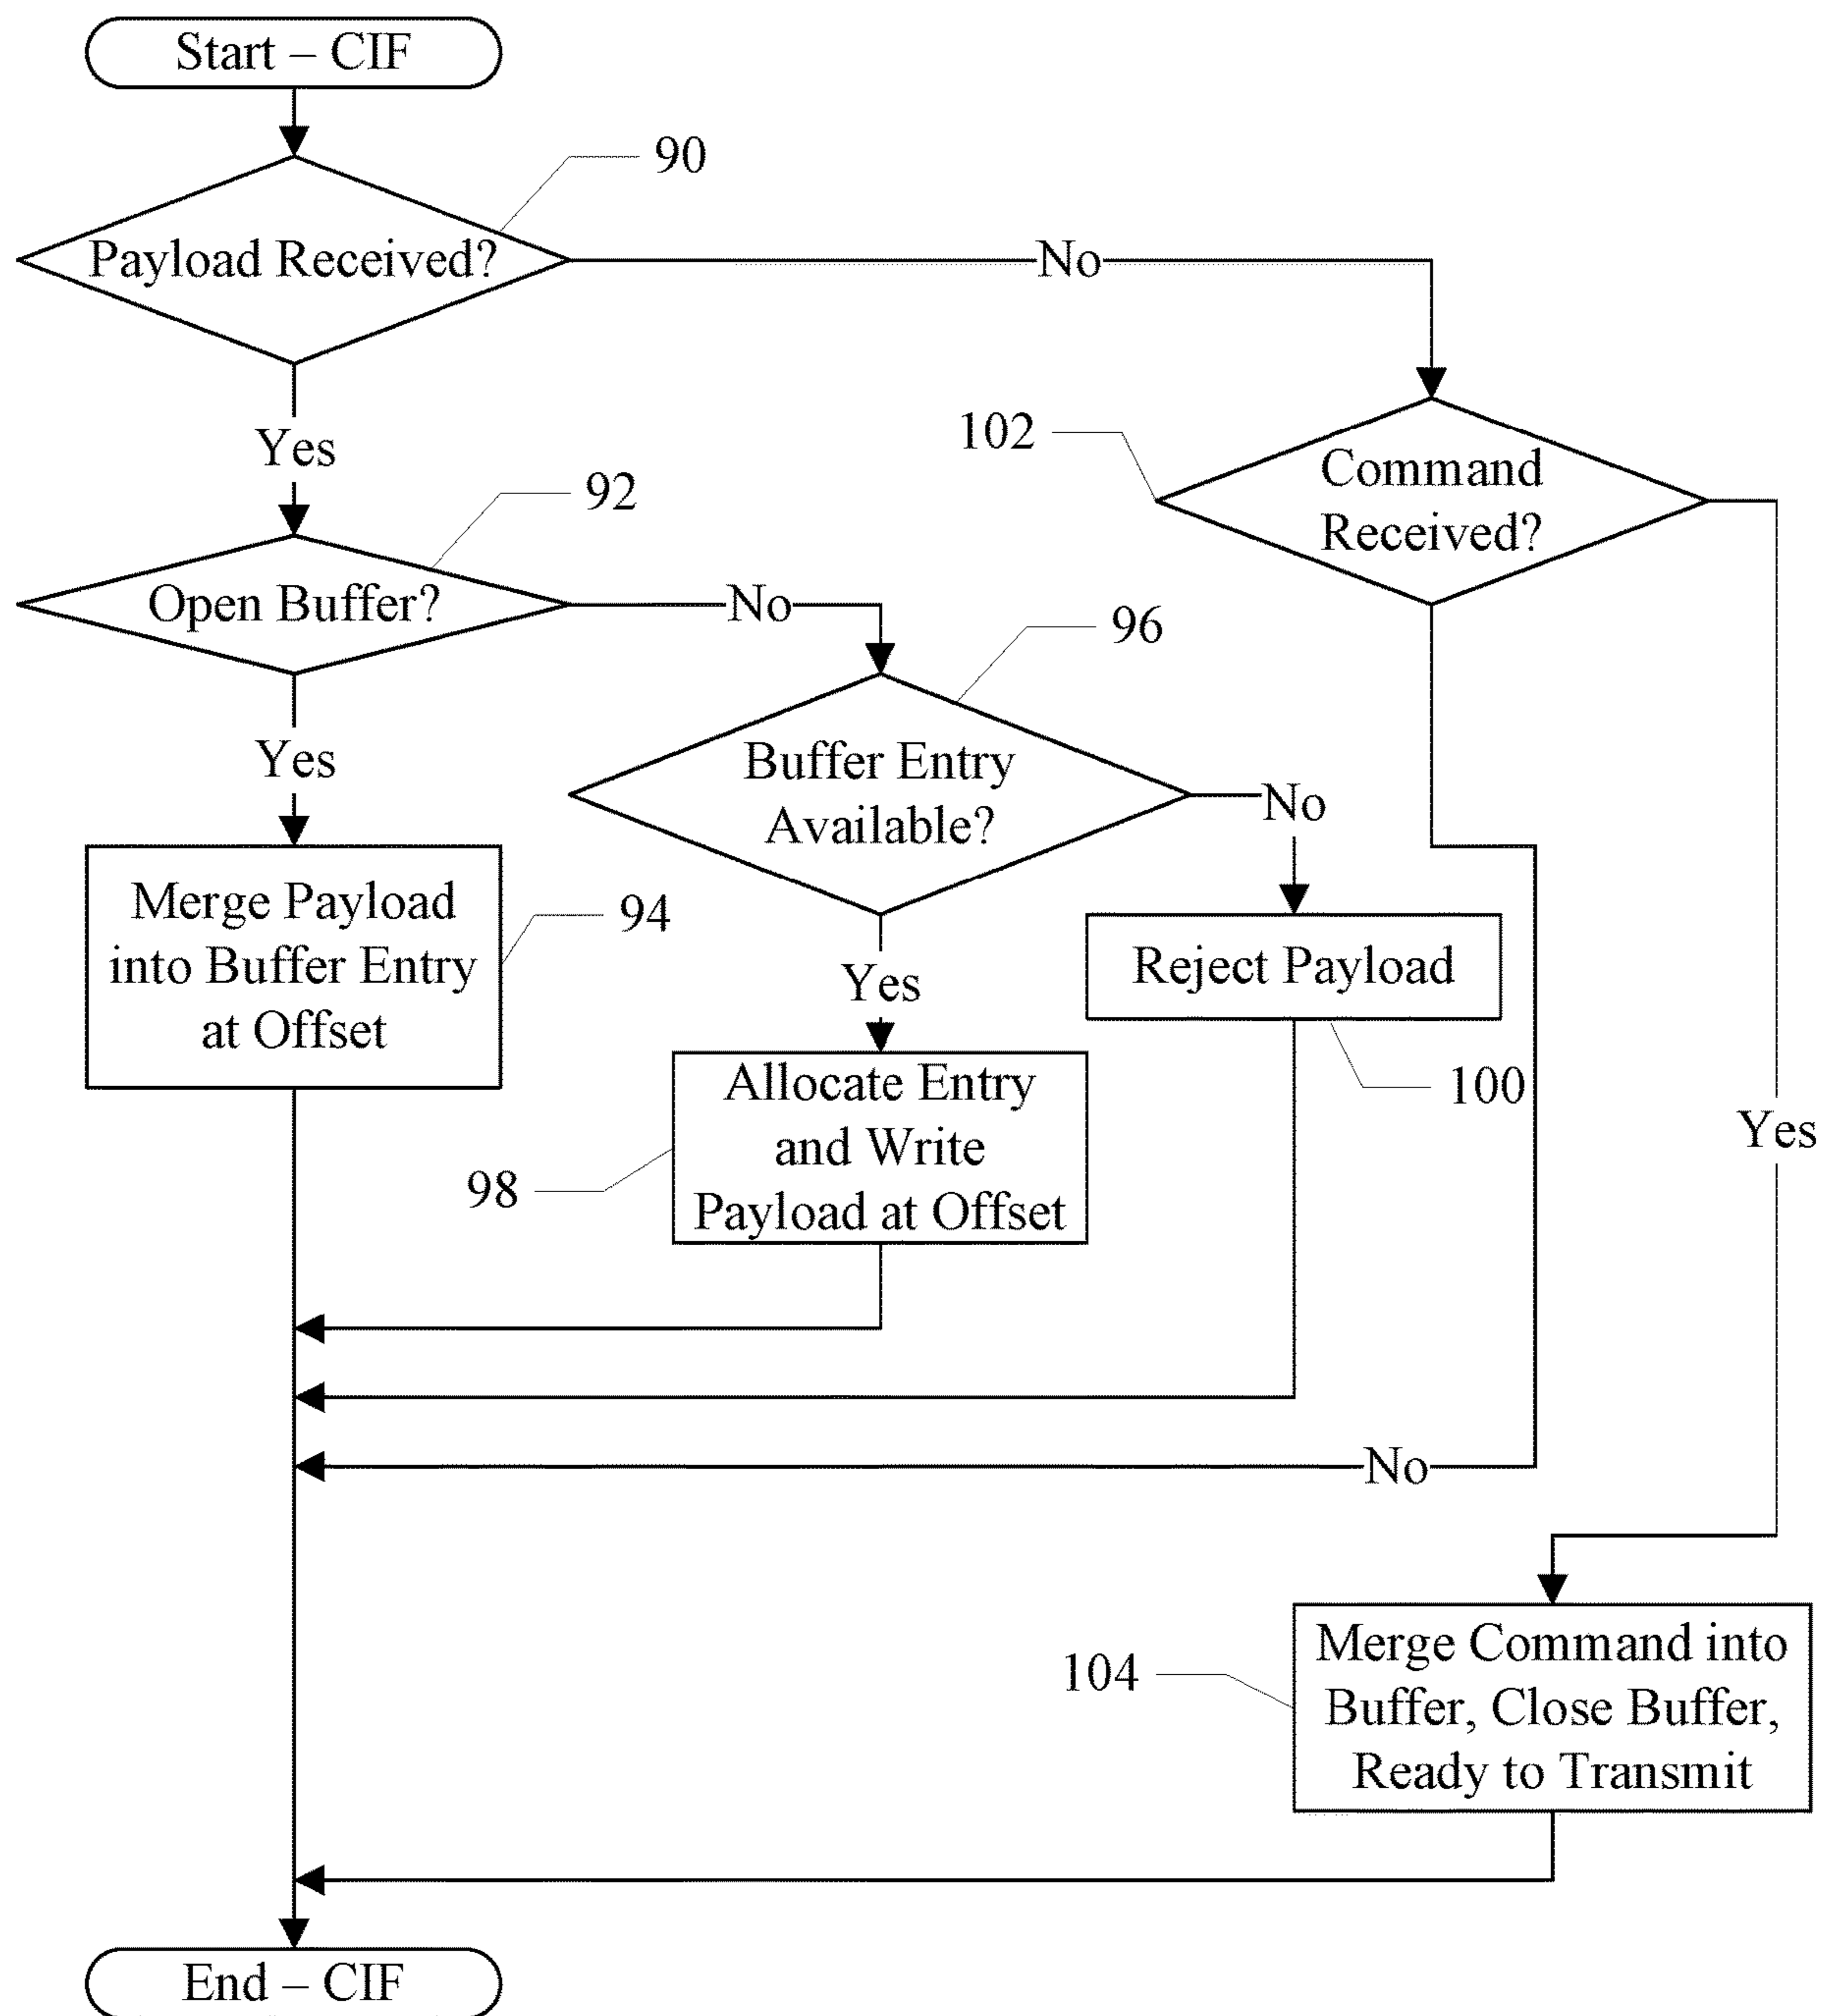 Start – CIF
90
Payload Received?
No
Yes
102
Command
Received?
92
Open Buffer?
No
96
Yes
Buffer Entry
Available?
No
Merge Payload
into Buffer Entry
at Offset
94
Yes
Reject Payload
100
Allocate Entry
and Write
Payload at Offset
98
Yes
No
Merge Command into
Buffer, Close Buffer,
Ready to Transmit
104
End – CIF